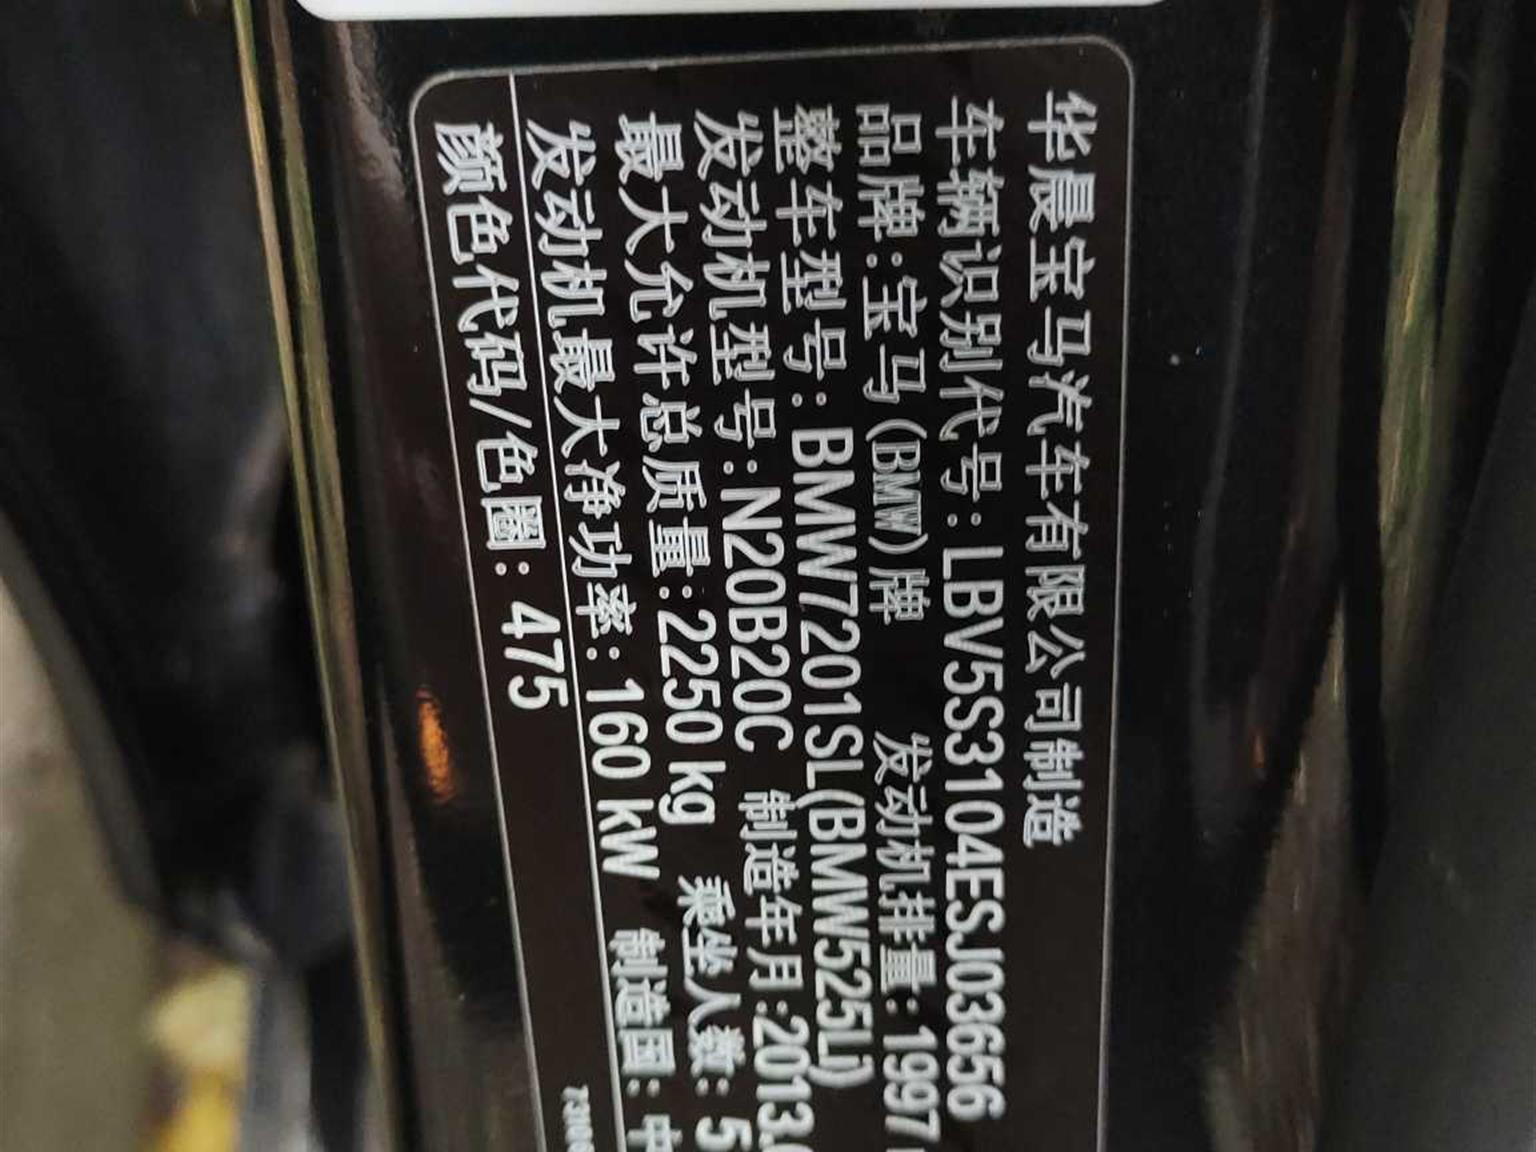 华晨宝马汽车有限公司制造
车辆识别代号：LBV5S3104ESJ03656
品牌：宝马(BMW)牌 发动机排量：1997
整车型号：BMW7201SL(BMW525Li)
发动机型号：N20B20C 制造年月：2013.
最大允许总质量：2250 kg 乘坐人数：5
发动机最大净功率：160 kW 制造国：中
颜色代码/色圈：475